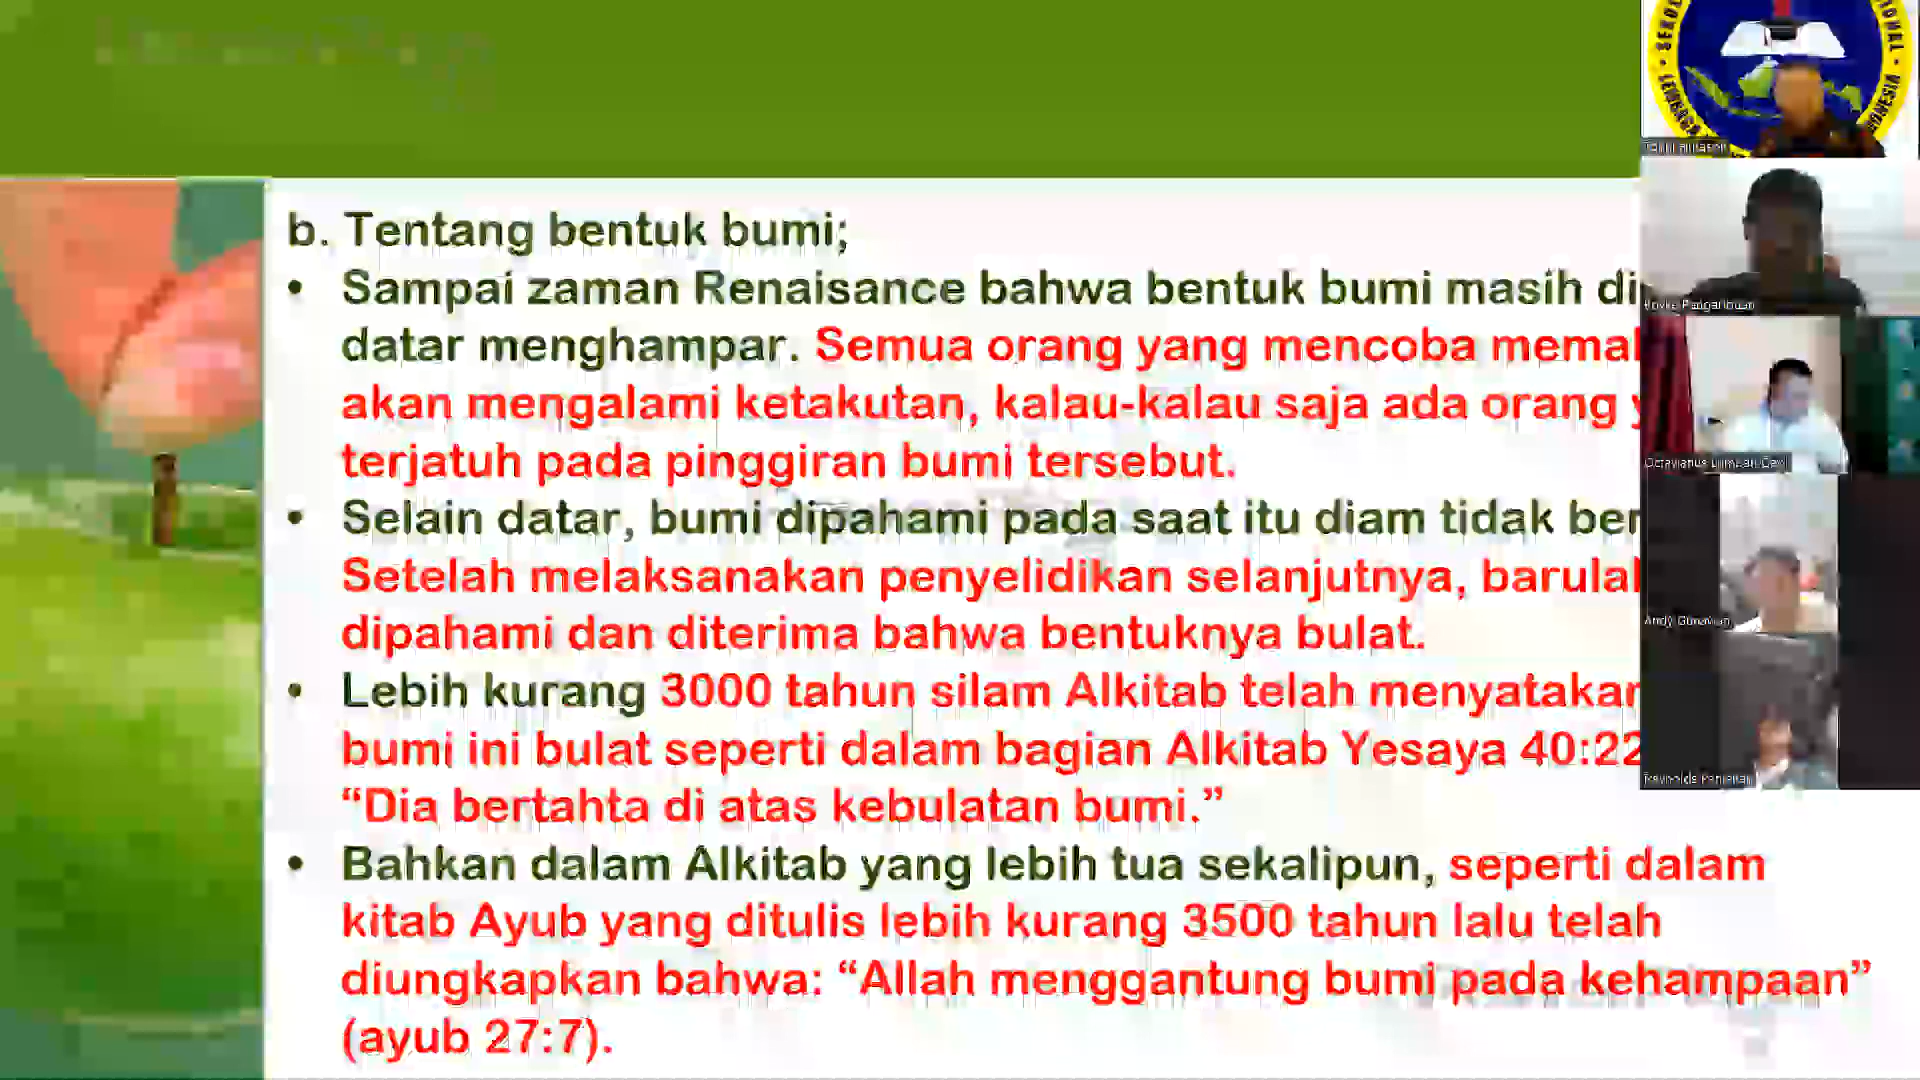 b. Tentang bentuk bumi;
• Sampai zaman Renaisance bahwa bentuk bumi masih
datar menghampar. Semua orang yang mencoba
akan mengalami ketakutan, kalau-kalau saja ada orang
terjatuh pada pinggiran bumi tersebut.
• Selain datar, bumi dipahami pada saat itu diam tidak
Setelah melaksanakan penyelidikan selanjutnya,
dipahami dan diterima bahwa bentuknya bulat.
• Lebih kurang 3000 tahun silam Alkitab telah
bumi ini bulat seperti dalam bagian Alkitab Yesaya 40:22
“Dia bertahta di atas kebulatan bumi.”
• Bahkan dalam Alkitab yang lebih tua sekalipun, seperti dalam
kitab Ayub yang ditulis lebih kurang 3500 tahun lalu telah
diungkapkan bahwa: “Allah menggantung bumi pada kehampaan”
(ayub 27:7).
Andy Gunawan